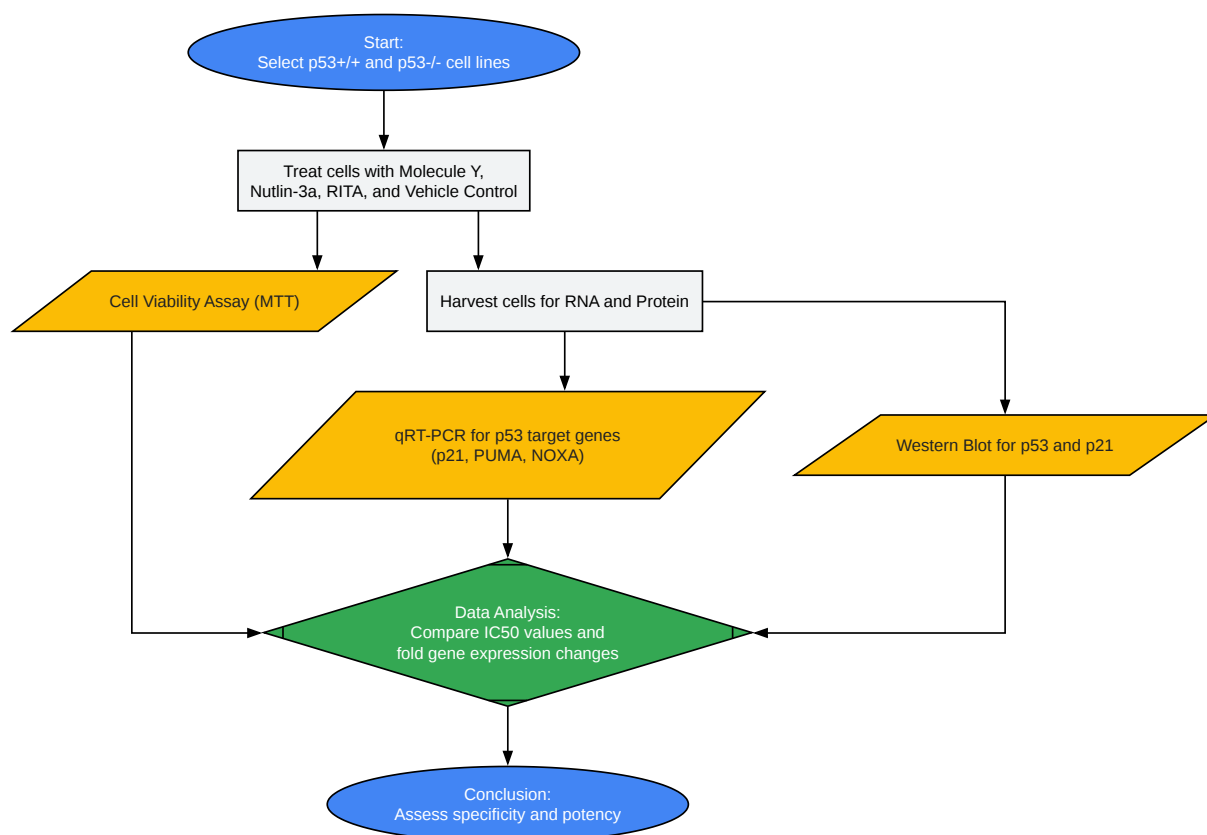 Start:
Select p53+/+ and p53-/- cell lines
Treat cells with Molecule Y,
Nutlin-3a, RITA, and Vehicle Control
Cell Viability Assay (MTT)
Harvest cells for RNA and Protein
qRT-PCR for p53 target genes
(p21, PUMA, NOXA)
Western Blot for p53 and p21
Data Analysis:
Compare IC50 values and
fold gene expression changes
Conclusion:
Assess specificity and potency